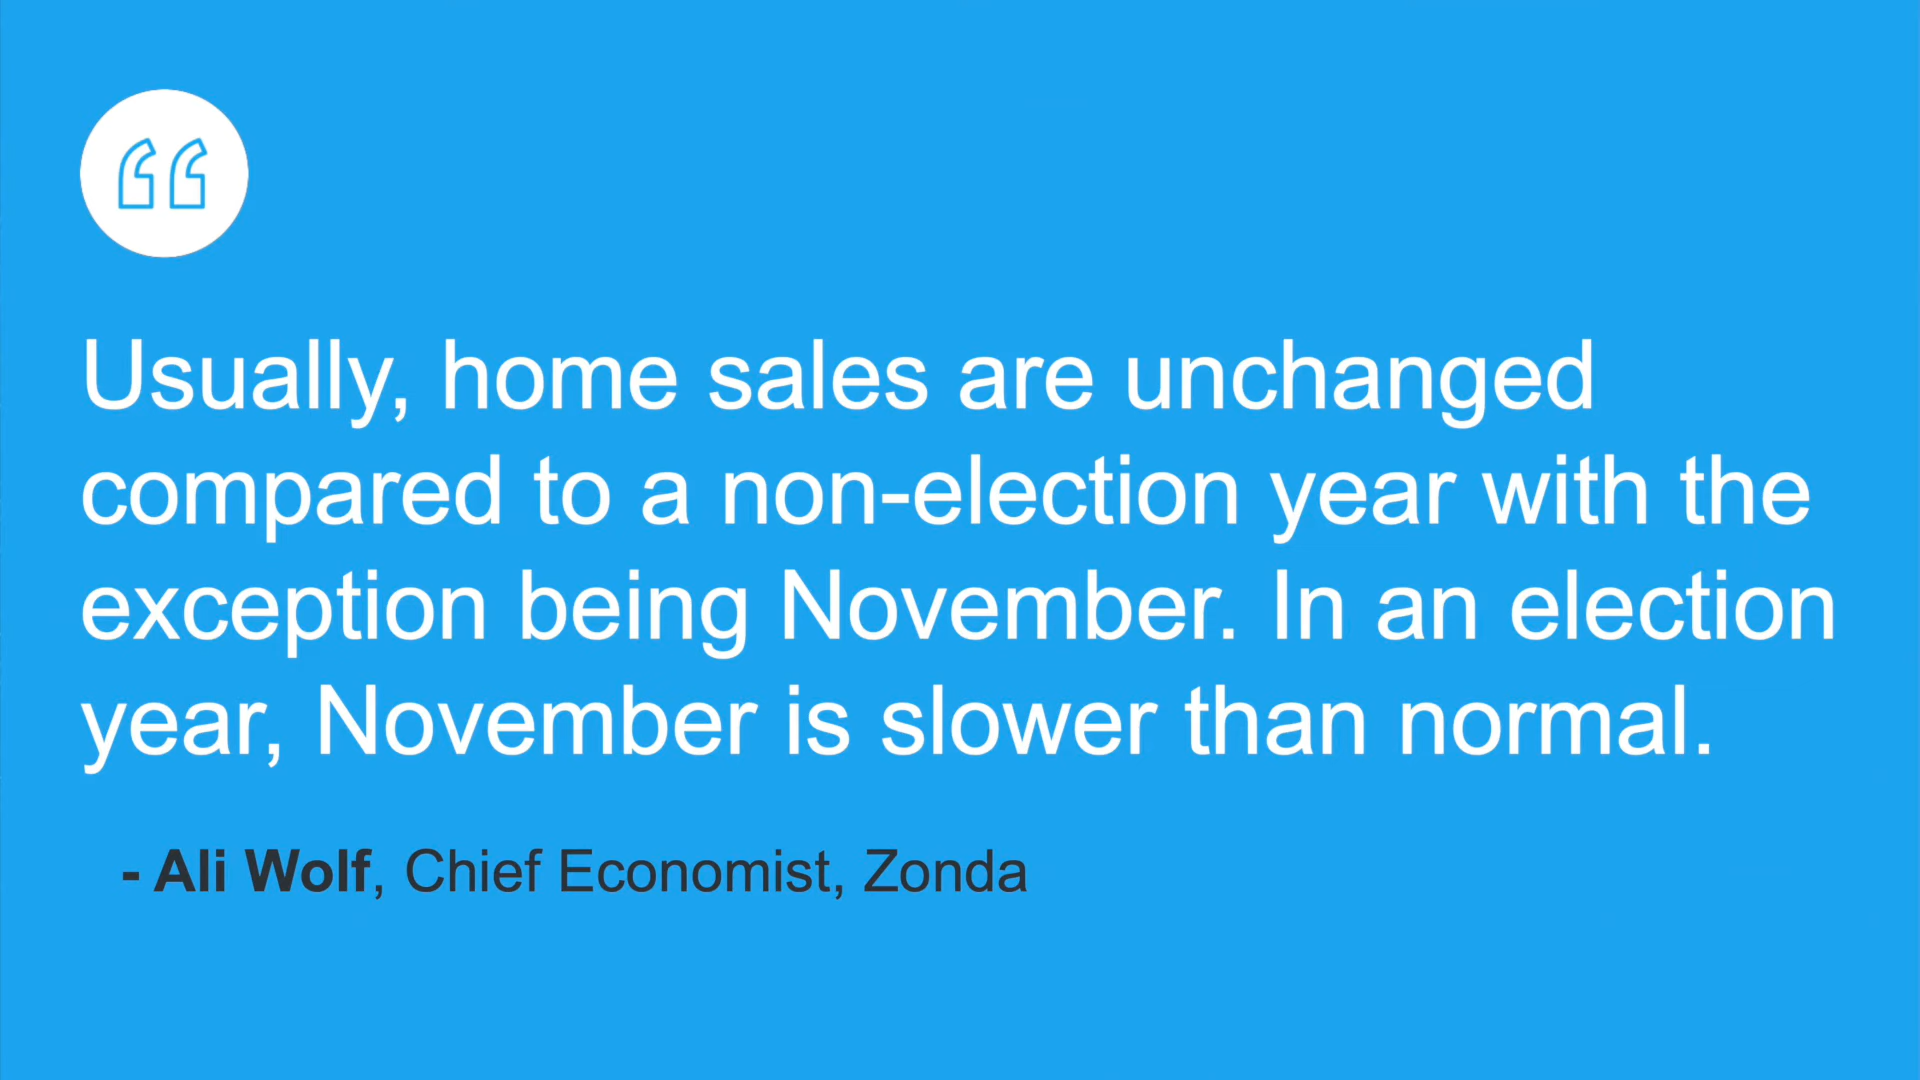 “
Usually, home sales are unchanged
compared to a non-election year with the
exception being November. In an election
year, November is slower than normal.
- Ali Wolf, Chief Economist, Zonda